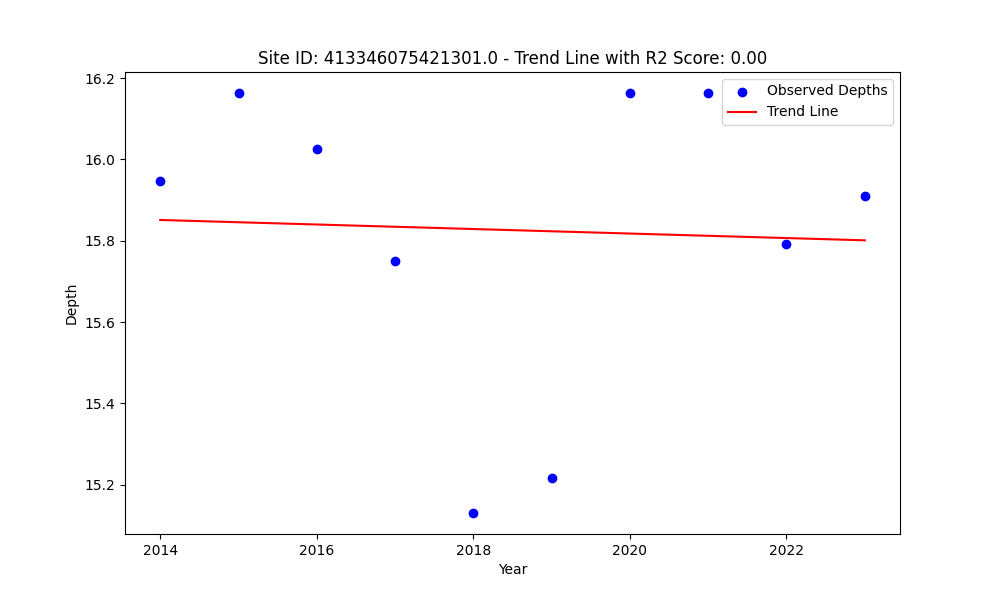 Site ID: 413346075421301.0 - Trend Line with R2 Score: 0.00
Observed Depths
Trend Line
16.2
16.0
15.8
15.6
15.4
15.2
Depth
2014
2016
2018
2020
2022
Year